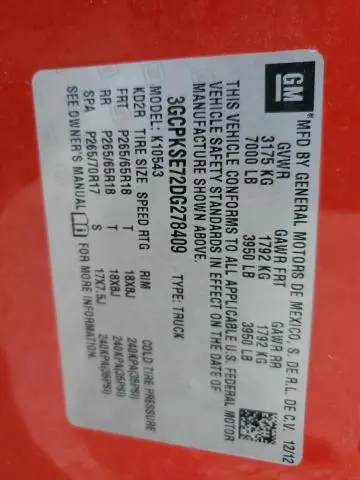 GM
MFD BY GENERAL MOTORS DE MEXICO, S. DE R.L. DE C.V. 12/12
GVWR GAWR FRT GAWR RR
3175 KG 1792 KG 1792 KG
7000 LB 3950 LB 3950 LB
THIS VEHICLE CONFORMS TO ALL APPLICABLE U.S. FEDERAL MOTOR
VEHICLE SAFETY STANDARDS IN EFFECT ON THE DATE OF
MANUFACTURE SHOWN ABOVE.
3GCPKSE72DG278409 TYPE: TRUCK
MODEL: K10543
KD2R TIRE SIZE SPEED RTG RIM COLD TIRE PRESSURE
FRT P265/65R18 T 18X8J 240KPA(35PSI)
RR P265/65R18 T 18X8J 240KPA(35PSI)
SPA P265/70R17 S 17X7.5J 240KPA(35PSI)
SEE OWNER'S MANUAL FOR MORE INFORMATION.